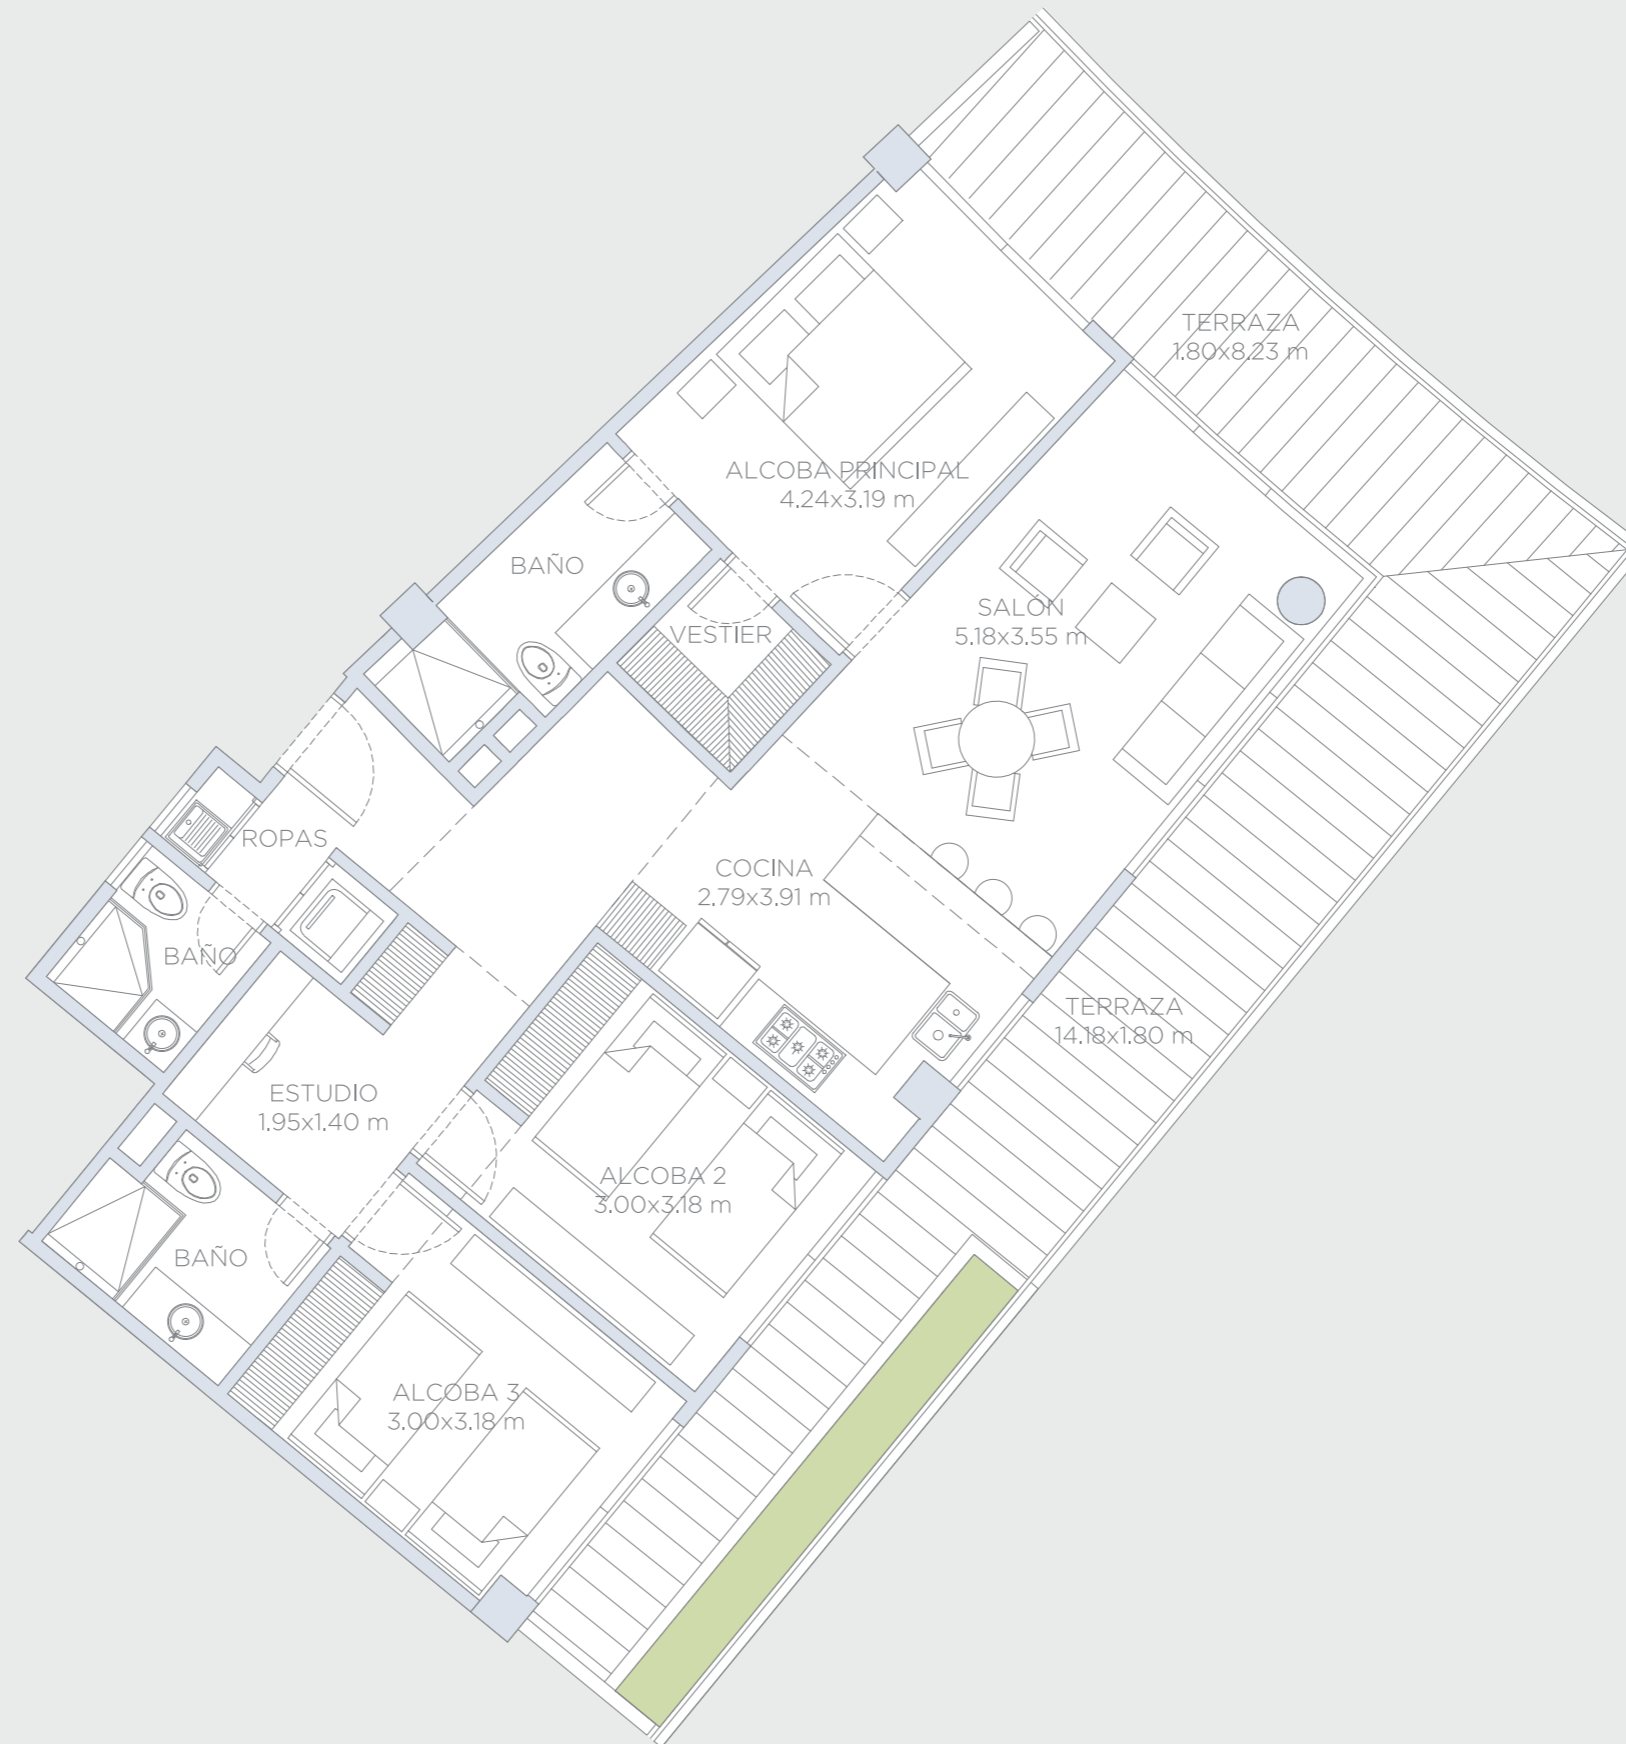 TERRAZA
1.80x8.23 m
ALCOBA PRINCIPAL
4.24x3.19 m
BAÑO
VESTIER
SALÓN
5.18x3.55 m
ROPAS
COCINA
2.79x3.91 m
BAÑO
TERRAZA
14.18x1.80 m
ESTUDIO
1.95x1.40 m
ALCOBA 2
3.00x3.18 m
BAÑO
ALCOBA 3
3.00x3.18 m